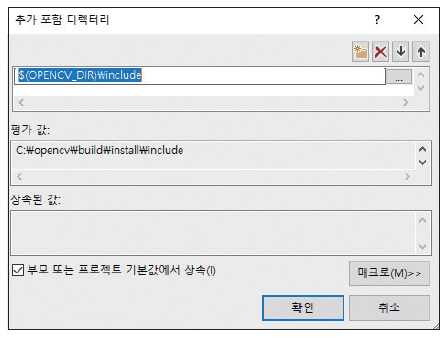 추가 포함 디렉터리
$(OPENCV_DIR)₩include
...
평가 값:
C:₩opencv₩build₩install₩include
상속된 값:
부모 또는 프로젝트 기본값에서 상속(I)
매크로(M)>>
확인
취소